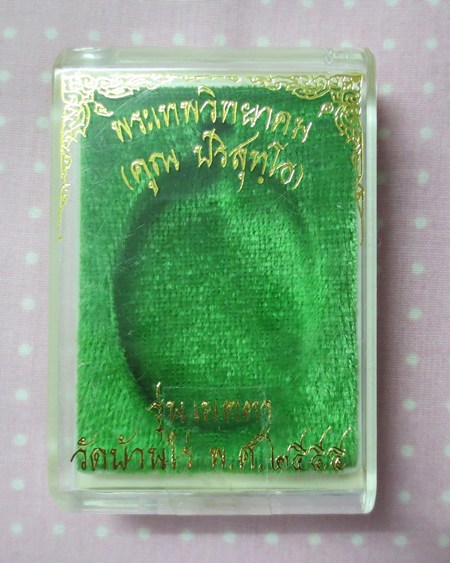 พระเทพวิทยาคม
(คูณ ปริสุทฺโธ)
รุ่นเมตตา
วัดบ้านไร่ พ.ศ.๒๕๕๔